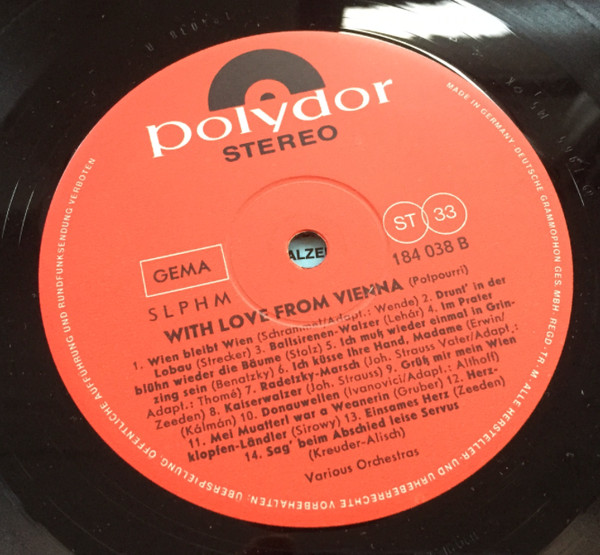 polydor
STEREO
ST 33
GEMA
184 038 B
SLPHM
WITH LOVE FROM VIENNA (Potpourri)
1. Wien bleibt Wien (Schrammel/Adapt.: Wende) 2. Drunt' in der
Lobau (Strecker) 3. Ballsirenen-Walzer (Lehár) 4. Im Prater
blühn wieder die Bäume (Stolz) 5. Ich muß wieder einmal in Grin-
zing sein (Benatzky) 6. Ich küsse Ihre Hand, Madame (Erwin/
Adapt.: Thomé) 7. Radetzky-Marsch (Joh. Strauss Vater/Adapt.:
Zeeden) 8. Kaiserwalzer (Joh. Strauss) 9. Grüß mir mein Wien
(Kálmán) 10. Donauwellen (Ivanovici/Adapt.: Althoff)
11. Mei Muatterl war a Weanerin (Gruber) 12. Herz-
klopfen-Ländler (Sirowy) 13. Einsames Herz (Zeeden)
14. Sag' beim Abschied leise Servus
(Kreuder-Alisch)
Various Orchestras
ALZE
MADE IN GERMANY · DEUTSCHE GRAMMOPHON GES. MBH · REGD.-TR. M. ALLE HERSTELLER- UND URHEBERRECHTE VORBEHALTEN: ÜBERSPIELUNG, ÖFFENTLICHE AUFFÜHRUNG UND RUNDFUNKSENDUNG VERBOTEN